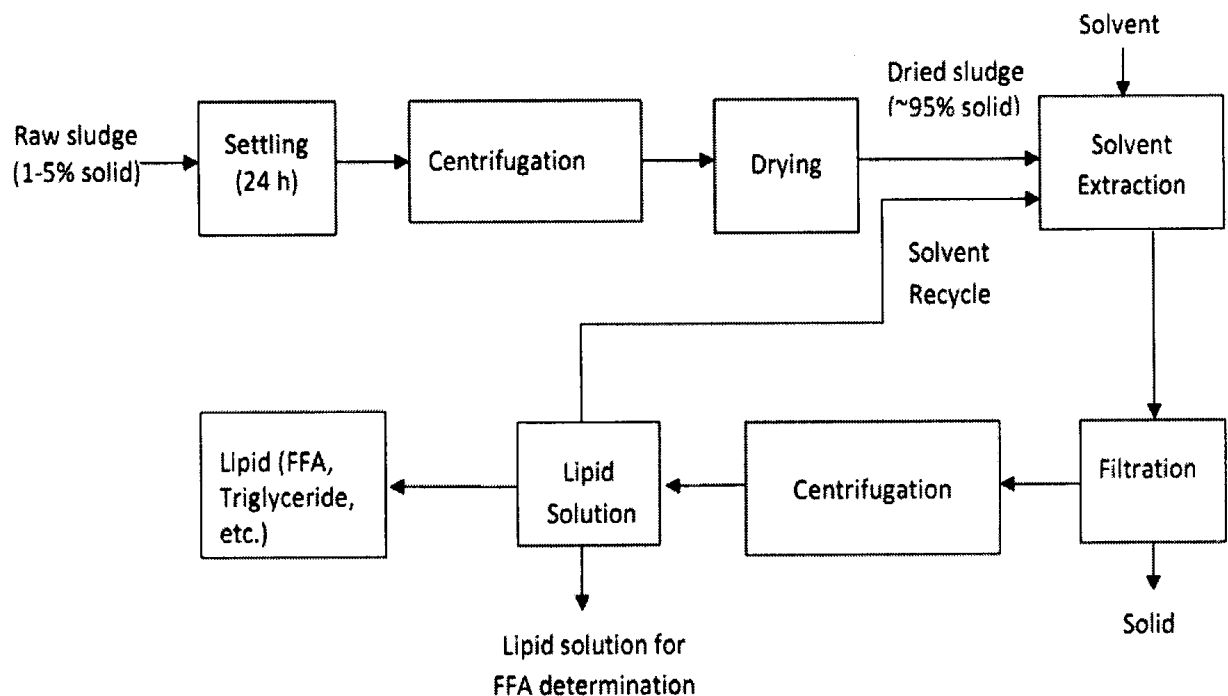 Solvent
Dried sludge
(~95% solid)
Raw sludge
(1-5% solid)
Settling
(24 h)
Centrifugation
Drying
Solvent
Extraction
Solvent
Recycle
Lipid (FFA,
Triglyceride,
etc.)
Lipid
Solution
Centrifugation
Filtration
Lipid solution for
FFA determination
Solid